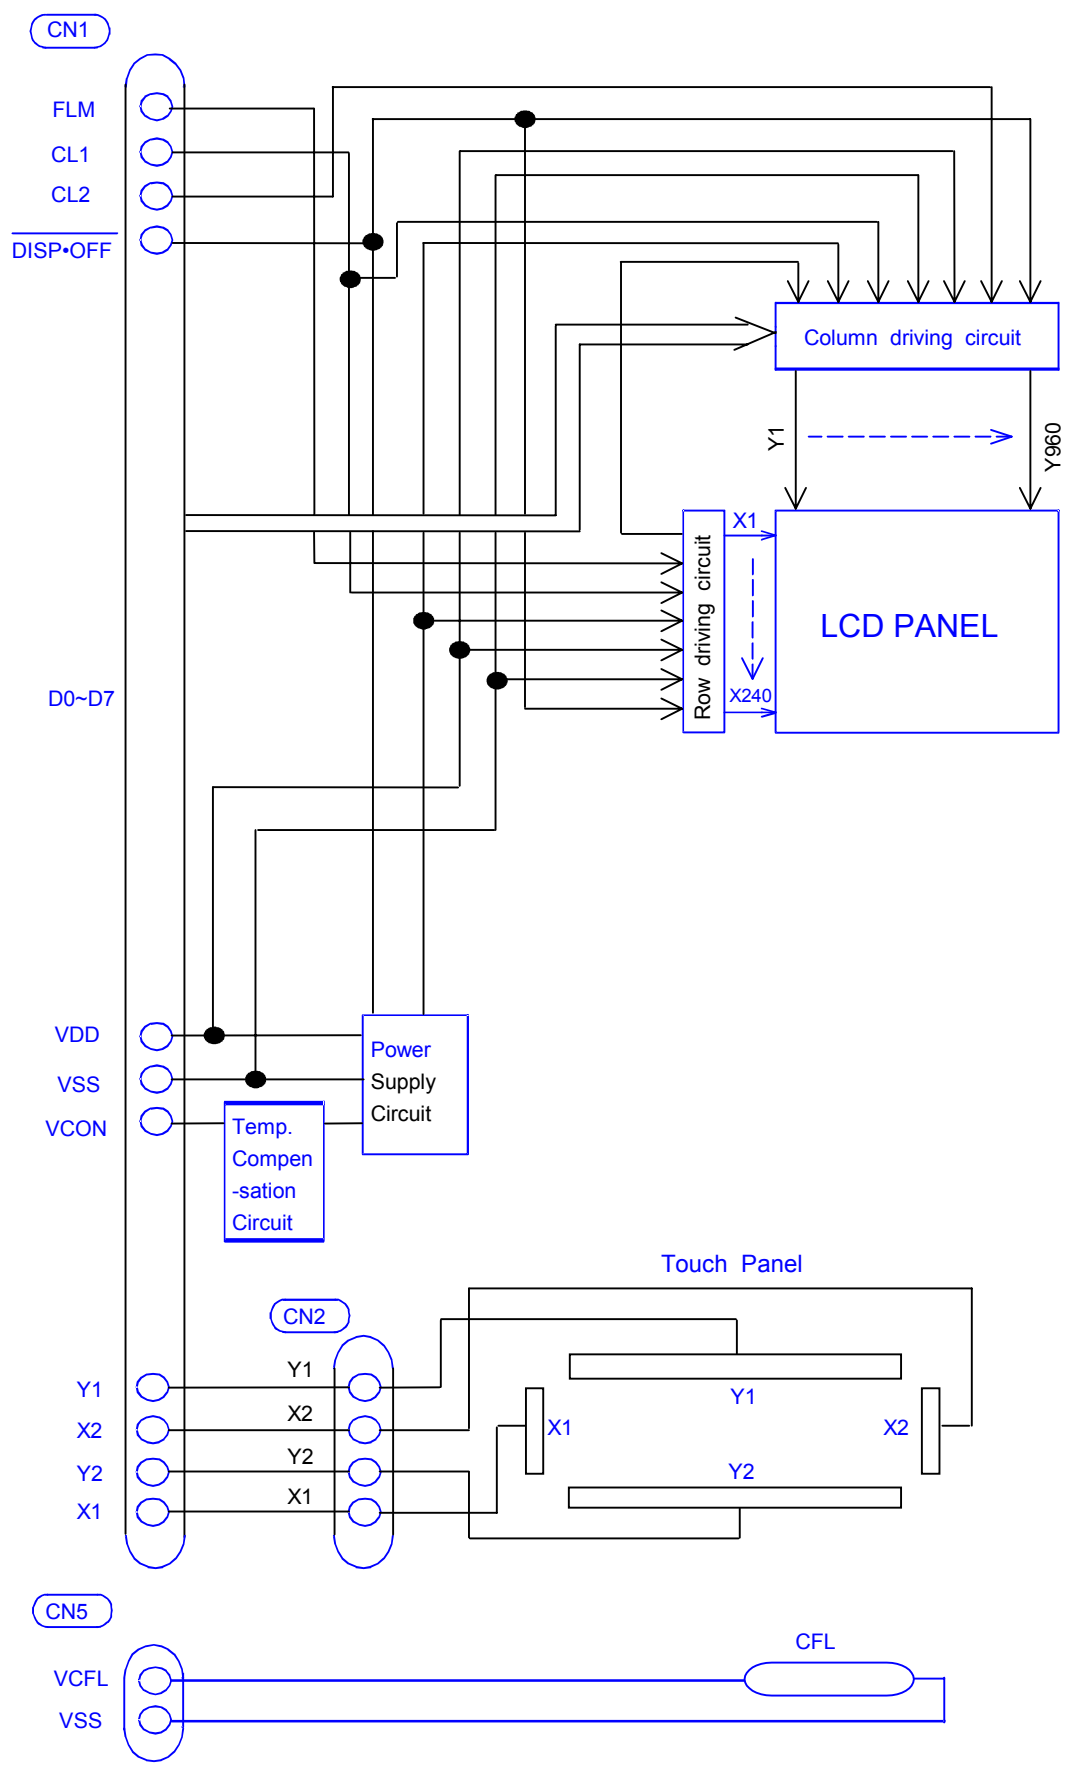 CN1
FLM
CL1
CL2
DISP•OFF
Column driving circuit
Y1
Y960
X1
Row driving circuit
LCD PANEL
X240
D0~D7
VDD
VSS
VCON
Power
Supply
Circuit
Temp.
Compen
-sation
Circuit
Touch Panel
CN2
Y1
Y1
Y1
X2
X2
X1
X2
Y2
Y2
Y2
X1
X1
CN5
CFL
VCFL
VSS